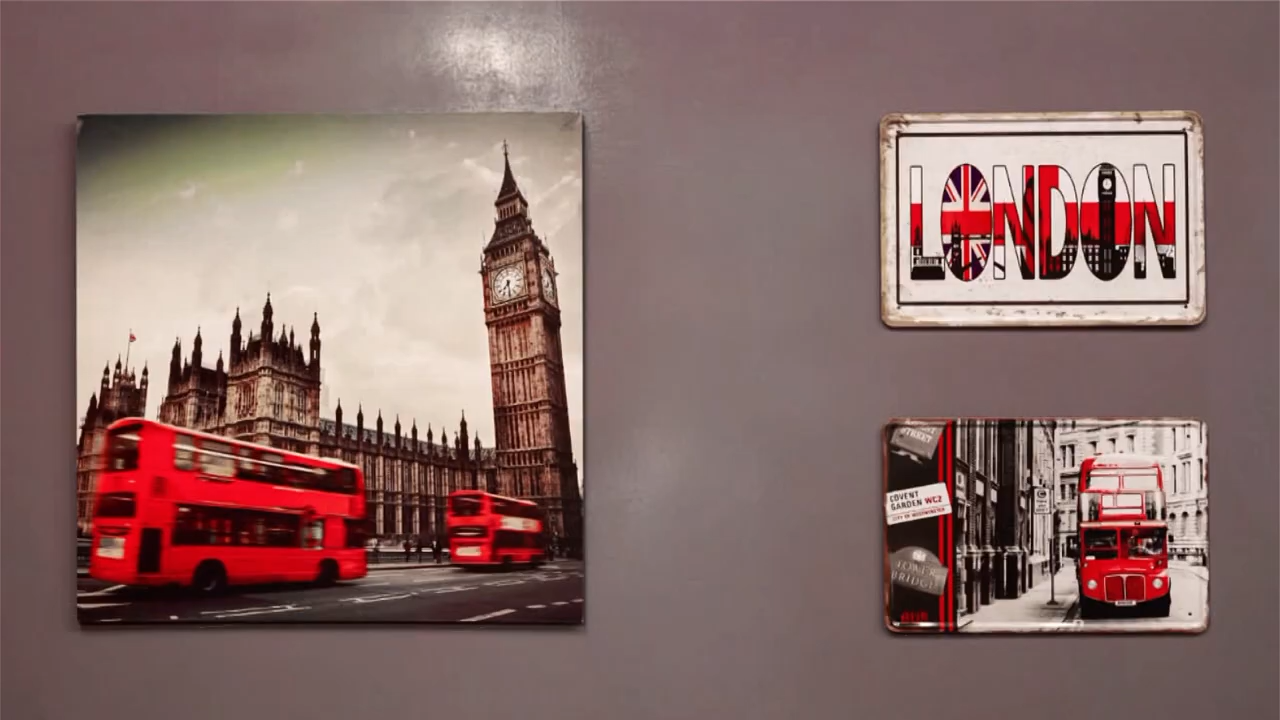 LONDON
STREET
COVENT
GARDEN WC2
CITY OF WESTMINSTER
TOWER
BRIDGE